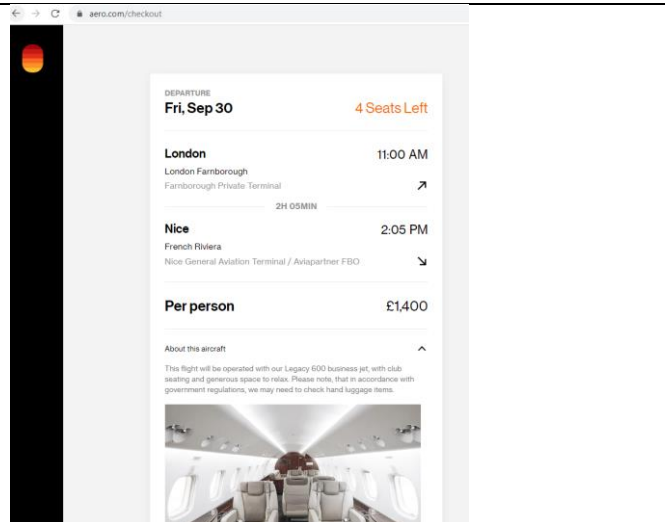 aero.com/checkout
DEPARTURE
Fri, Sep 30
4 Seats Left
London
11:00 AM
London Farnborough
Farnborough Private Terminal
2H 05MIN
Nice
2:05 PM
French Riviera
Nice General Aviation Terminal / Aviapartner FBO
Per person
£1,400
About this aircraft
This flight will be operated with our Legacy 600 business jet, with club
seating and generous space to relax. Please note, that in accordance with
government regulations, we may need to check hand luggage items.